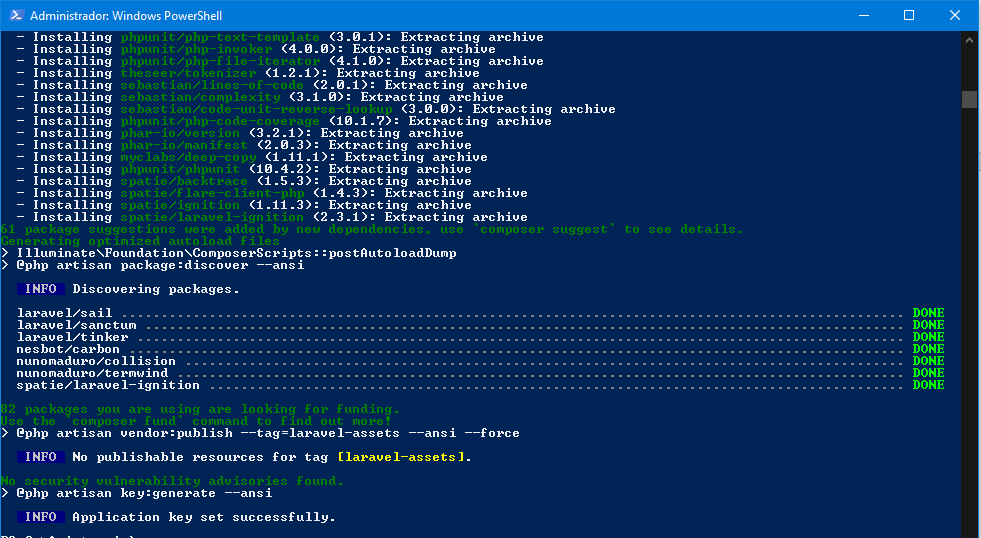 Administrador: Windows PowerShell
- Installing phpunit/php-text-template (3.0.1): Extracting archive
- Installing phpunit/php-invoker (4.0.0): Extracting archive
- Installing phpunit/php-file-iterator (4.1.0): Extracting archive
- Installing theseer/tokenizer (1.2.1): Extracting archive
- Installing sebastian/lines-of-code (2.0.1): Extracting archive
- Installing sebastian/complexity (3.1.0): Extracting archive
- Installing sebastian/code-unit-reverse-lookup (3.0.0): Extracting archive
- Installing phpunit/php-code-coverage (10.1.7): Extracting archive
- Installing phar-io/version (3.2.1): Extracting archive
- Installing phar-io/manifest (2.0.3): Extracting archive
- Installing myclabs/deep-copy (1.11.1): Extracting archive
- Installing phpunit/phpunit (10.4.2): Extracting archive
- Installing spatie/backtrace (1.5.3): Extracting archive
- Installing spatie/flare-client-php (1.4.3): Extracting archive
- Installing spatie/ignition (1.11.3): Extracting archive
- Installing spatie/laravel-ignition (2.3.1): Extracting archive
61 package suggestions were added by new dependencies, use `composer suggest` to see details.
Generating optimized autoload files
> Illuminate\Foundation\ComposerScripts::postAutoloadDump
> @php artisan package:discover --ansi
INFO Discovering packages.
laravel/sail ................................................................................................. DONE
laravel/sanctum .............................................................................................. DONE
laravel/tinker ............................................................................................... DONE
nesbot/carbon ................................................................................................ DONE
nunomaduro/collision ......................................................................................... DONE
nunomaduro/termwind .......................................................................................... DONE
spatie/laravel-ignition ...................................................................................... DONE
82 packages you are using are looking for funding.
Use the `composer fund` command to find out more!
> @php artisan vendor:publish --tag=laravel-assets --ansi --force
INFO No publishable resources for tag [laravel-assets].
No security vulnerability advisories found.
> @php artisan key:generate --ansi
INFO Application key set successfully.